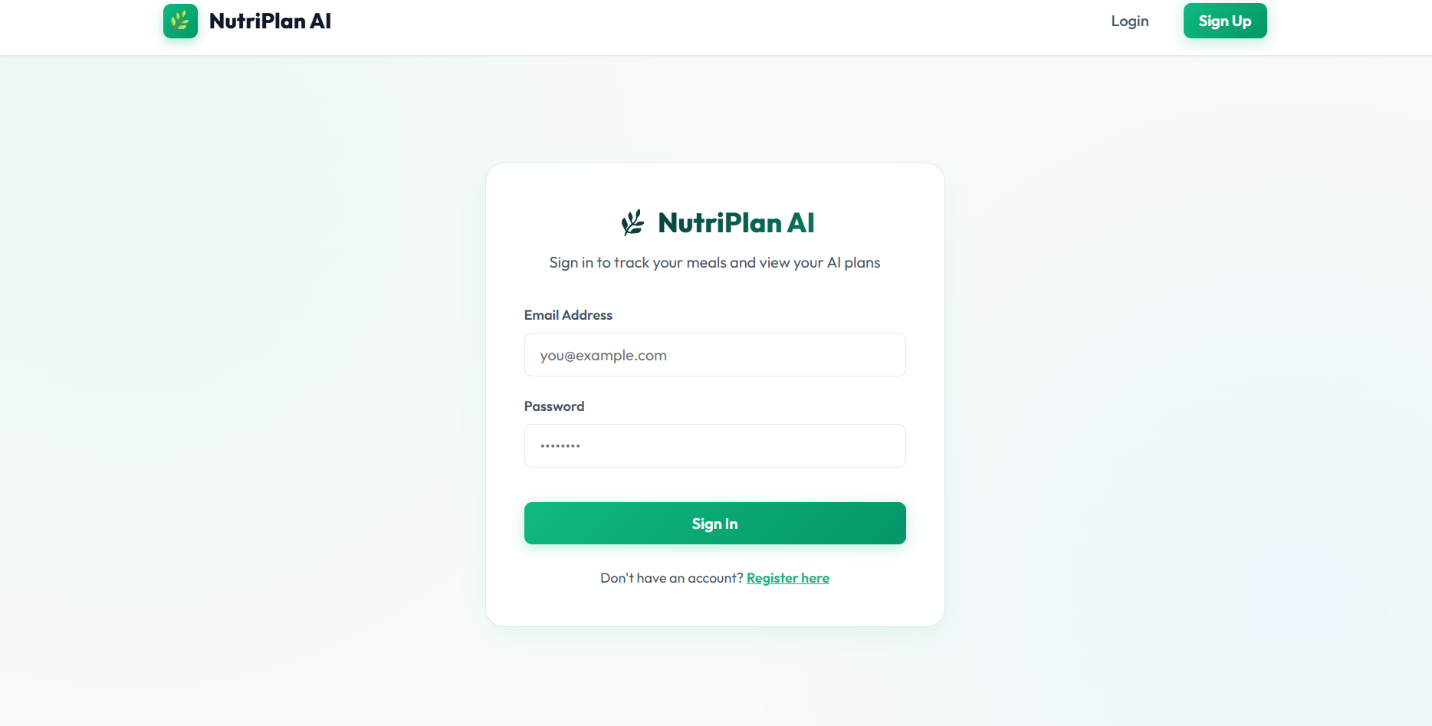 NutriPlan AI
Login
Sign Up
NutriPlan AI
Sign in to track your meals and view your AI plans
Email Address
you@example.com
Password
••••••••
Sign In
Don't have an account? Register here